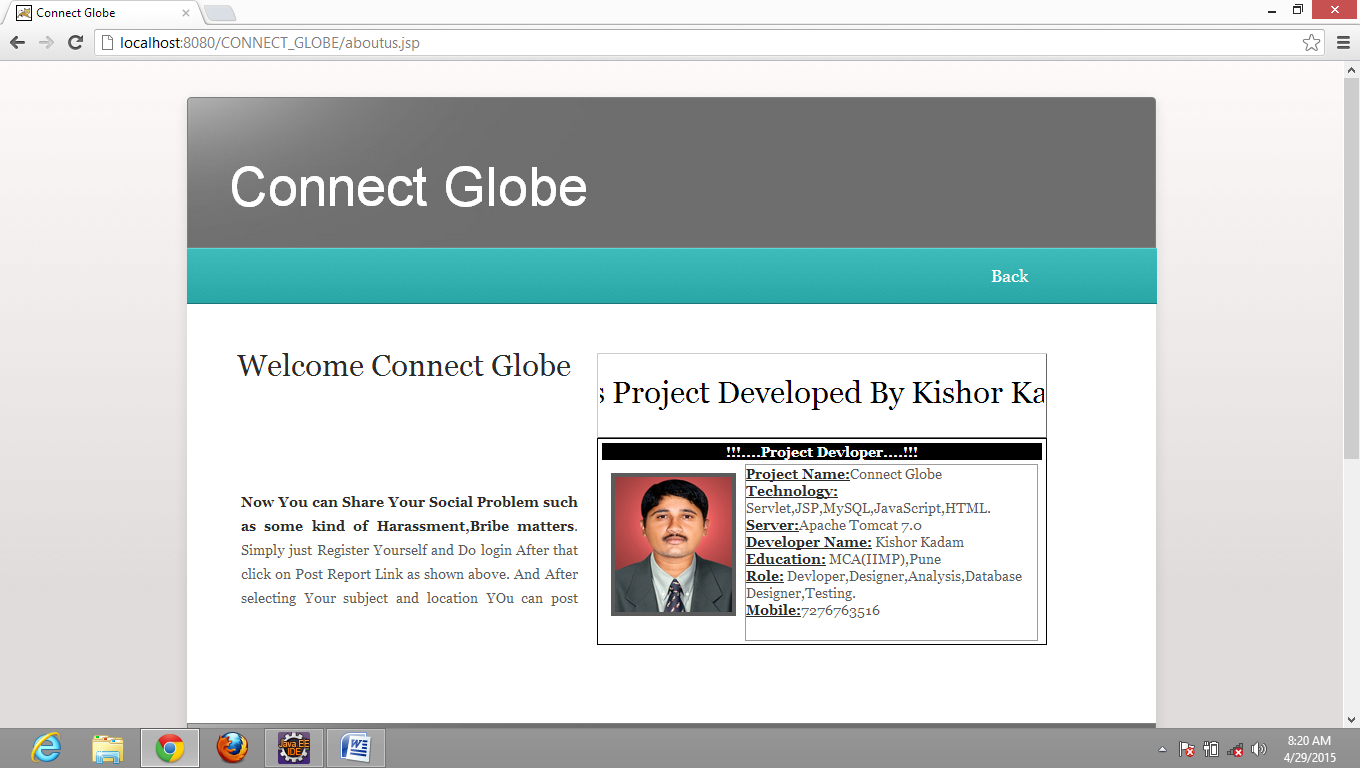 Connect Globe
localhost:8080/CONNECT_GLOBE/aboutus.jsp
Connect Globe
Back
Welcome Connect Globe
Now You can Share Your Social Problem such
as some kind of Harassment,Bribe matters.
Simply just Register Yourself and Do login After that
click on Post Report Link as shown above. And After
selecting Your subject and location YOu can post
s Project Developed By Kishor Ka
!!!....Project Devloper....!!!
Project Name:Connect Globe
Technology:
Servlet,JSP,MySQL,JavaScript,HTML.
Server:Apache Tomcat 7.0
Developer Name: Kishor Kadam
Education: MCA(IIMP),Pune
Role: Devloper,Designer,Analysis,Database
Designer,Testing.
Mobile:7276763516
Java EE
IDE
8:20 AM
4/29/2015